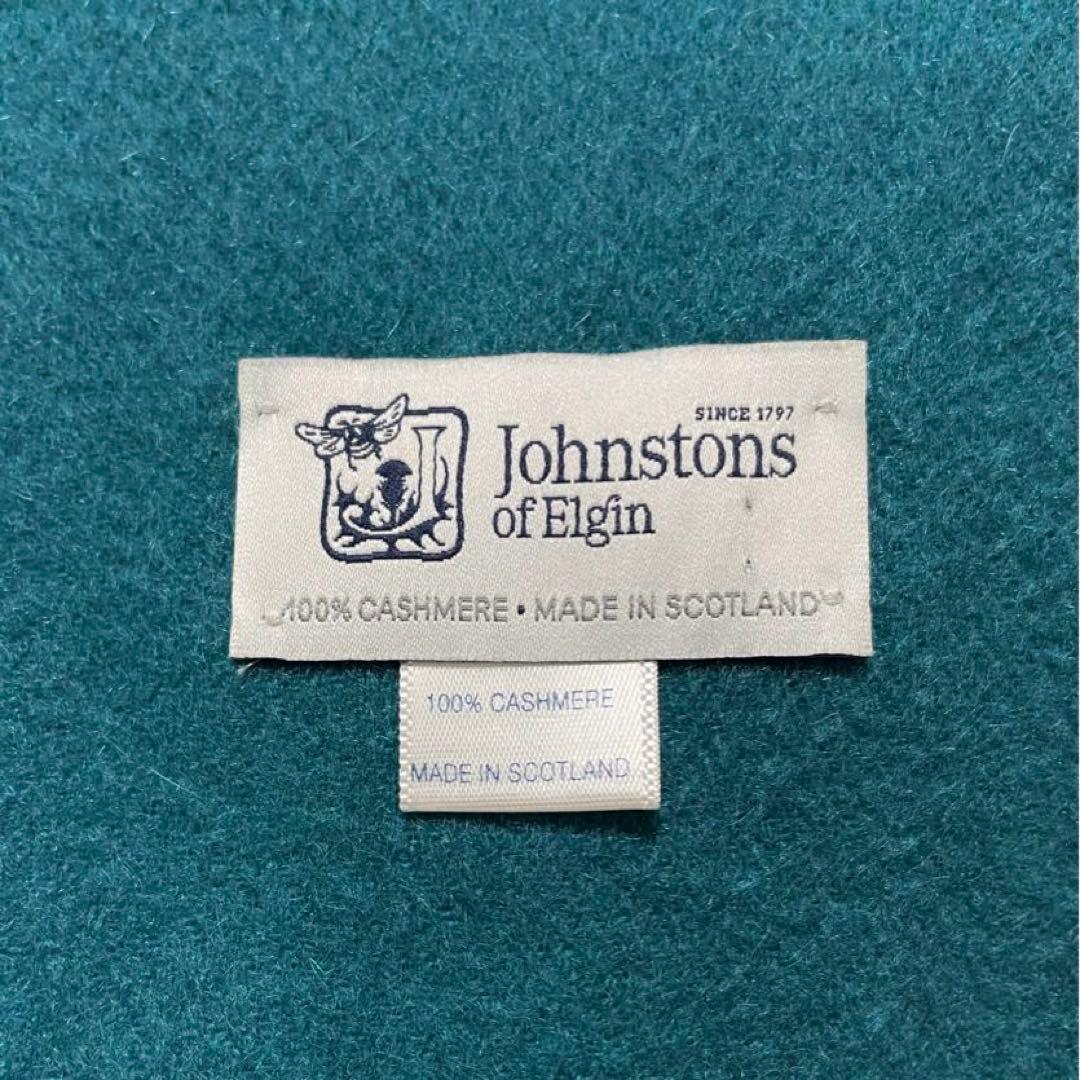 SINCE 1797
Johnstons
of Elgin
100% CASHMERE • MADE IN SCOTLAND
100% CASHMERE
MADE IN SCOTLAND